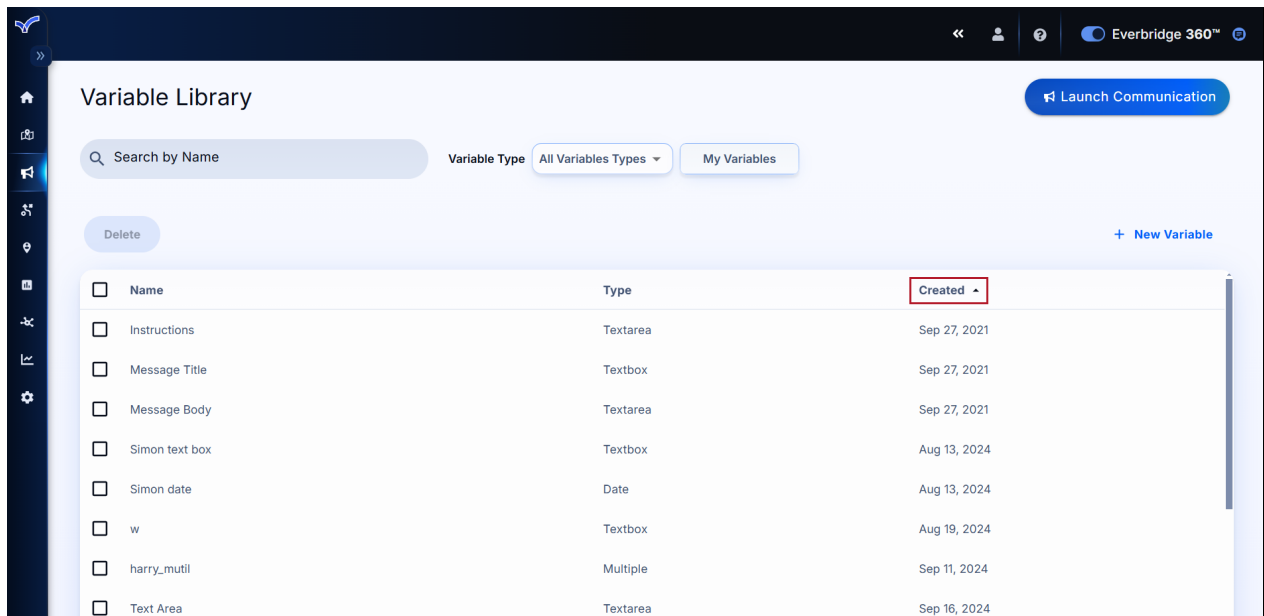 Everbridge 360™
Variable Library
Launch Communication
Search by Name
Variable Type
All Variables Types
My Variables
Delete
+ New Variable
Name Type Created
Instructions Textarea Sep 27, 2021
Message Title Textbox Sep 27, 2021
Message Body Textarea Sep 27, 2021
Simon text box Textbox Aug 13, 2024
Simon date Date Aug 13, 2024
w Textbox Aug 19, 2024
harry_mutil Multiple Sep 11, 2024
Text Area Textarea Sep 16, 2024